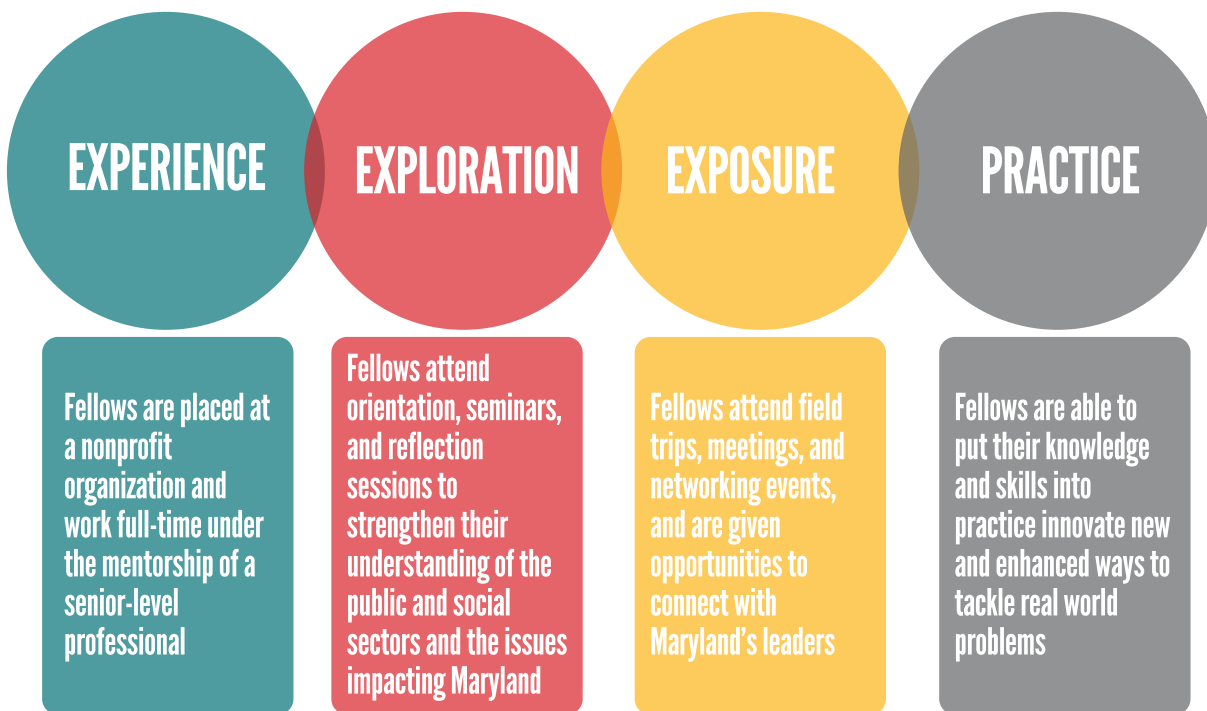 EXPERIENCE
EXPLORATION
EXPOSURE
PRACTICE
Fellows are placed at
a nonprofit
organization and
work full-time under
the mentorship of a
senior-level
professional
Fellows attend
orientation, seminars,
and reflection
sessions to
strengthen their
understanding of the
public and social
sectors and the issues
impacting Maryland
Fellows attend field
trips, meetings, and
networking events,
and are given
opportunities to
connect with
Maryland’s leaders
Fellows are able to
put their knowledge
and skills into
practice innovate new
and enhanced ways to
tackle real world
problems